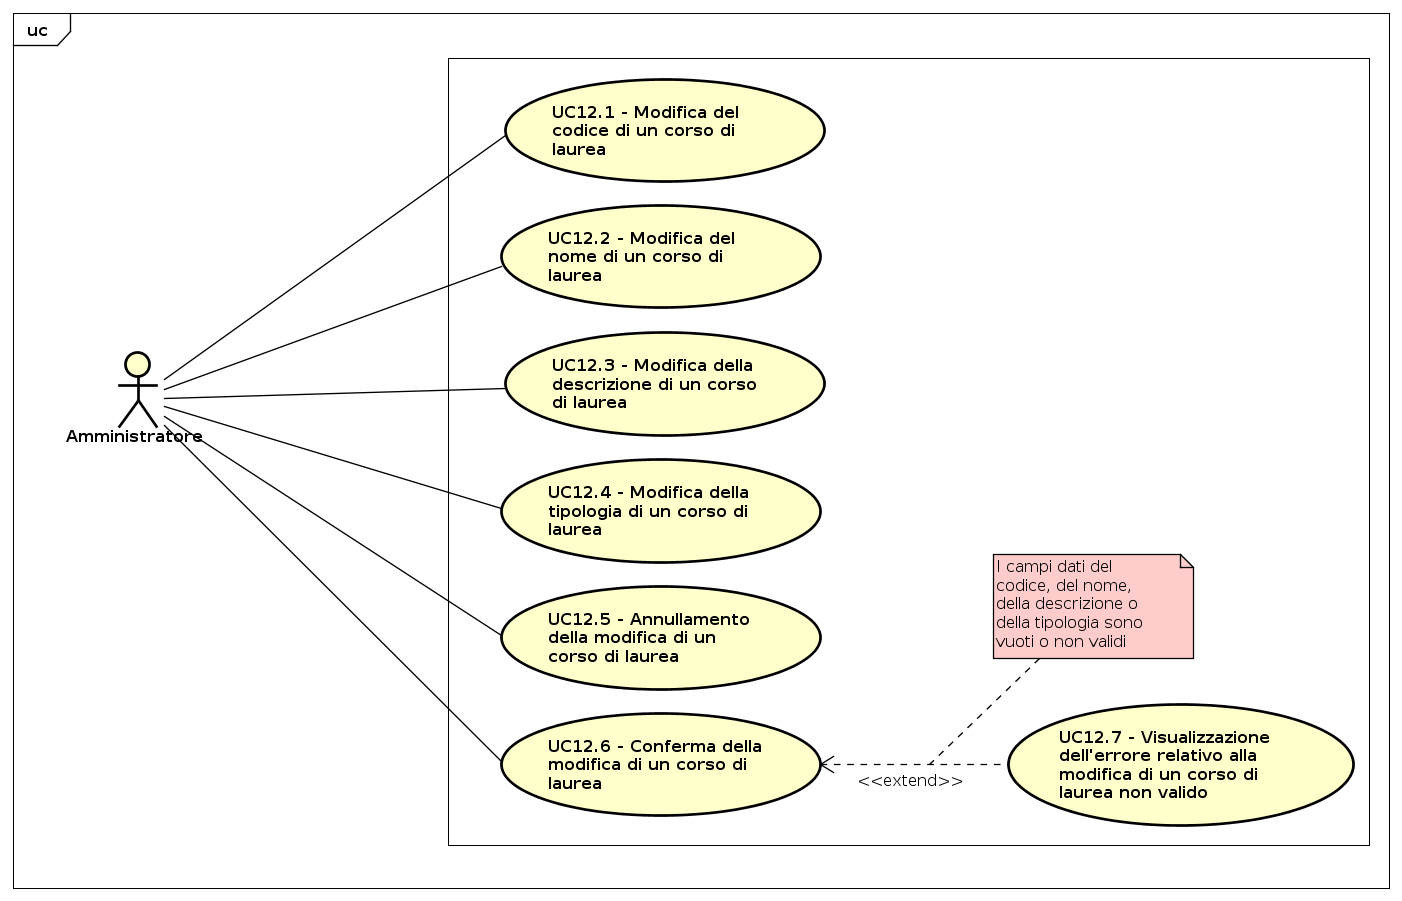 uc
UC12.1 - Modifica del
codice di un corso di
laurea
UC12.2 - Modifica del
nome di un corso di
laurea
UC12.3 - Modifica della
descrizione di un corso
di laurea
Amministratore
UC12.4 - Modifica della
tipologia di un corso di
laurea
I campi dati del
codice, del nome,
della descrizione o
della tipologia sono
vuoti o non validi
UC12.5 - Annullamento
della modifica di un
corso di laurea
UC12.6 - Conferma della
modifica di un corso di
laurea
<<extend>>
UC12.7 - Visualizzazione
dell'errore relativo alla
modifica di un corso di
laurea non valido